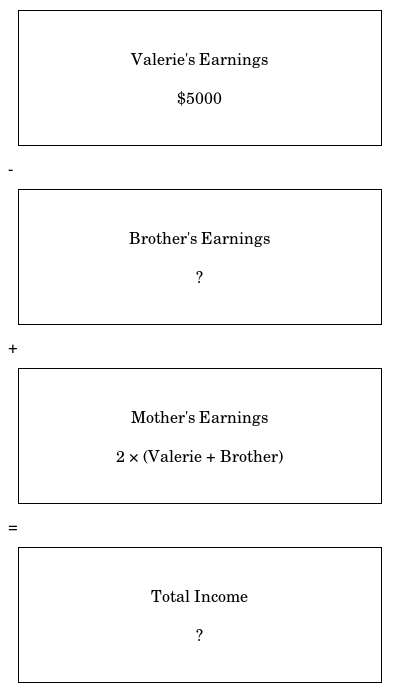 Valerie's Earnings
$5000
-
Brother's Earnings
?
+
Mother's Earnings
2 × (Valerie + Brother)
=
Total Income
?